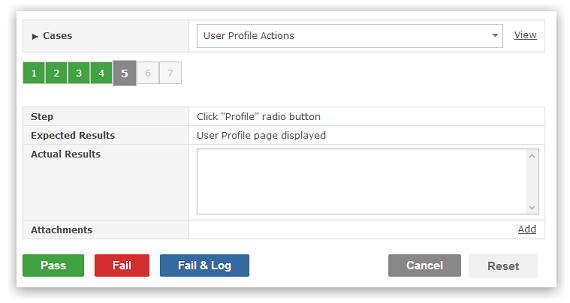 ▶ Cases User Profile Actions View
1 2 3 4 5 6 7
Step Click "Profile" radio button
Expected Results User Profile page displayed
Actual Results
Attachments Add
Pass Fail Fail & Log Cancel Reset